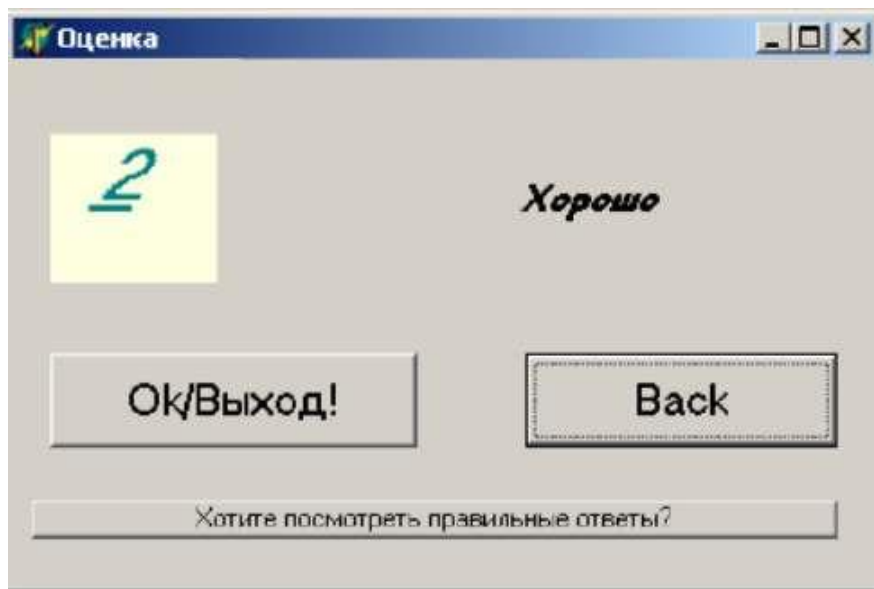 Оценка
2
Хорошо
Ok/Выход!
Back
Хотите посмотреть правильные ответы?